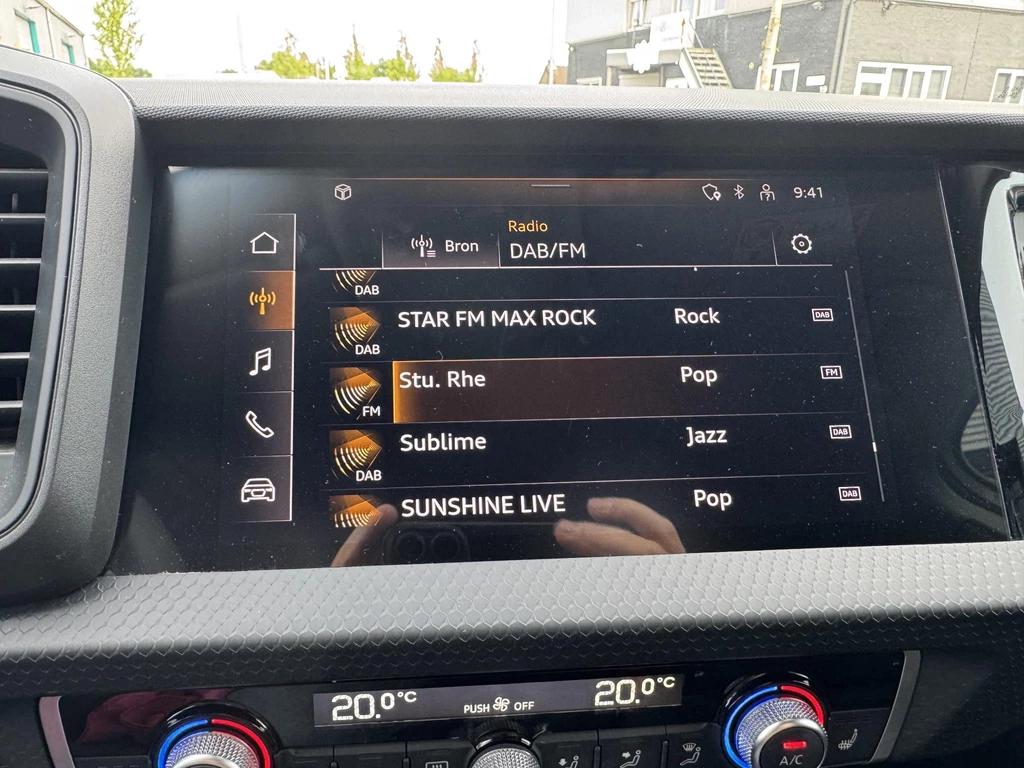 9:41
Bron
Radio
DAB/FM
DAB
STAR FM MAX ROCK Rock DAB
DAB
Stu. Rhe Pop FM
FM
Sublime Jazz DAB
DAB
SUNSHINE LIVE Pop DAB
20.0°C PUSH OFF 20.0°C
A/C